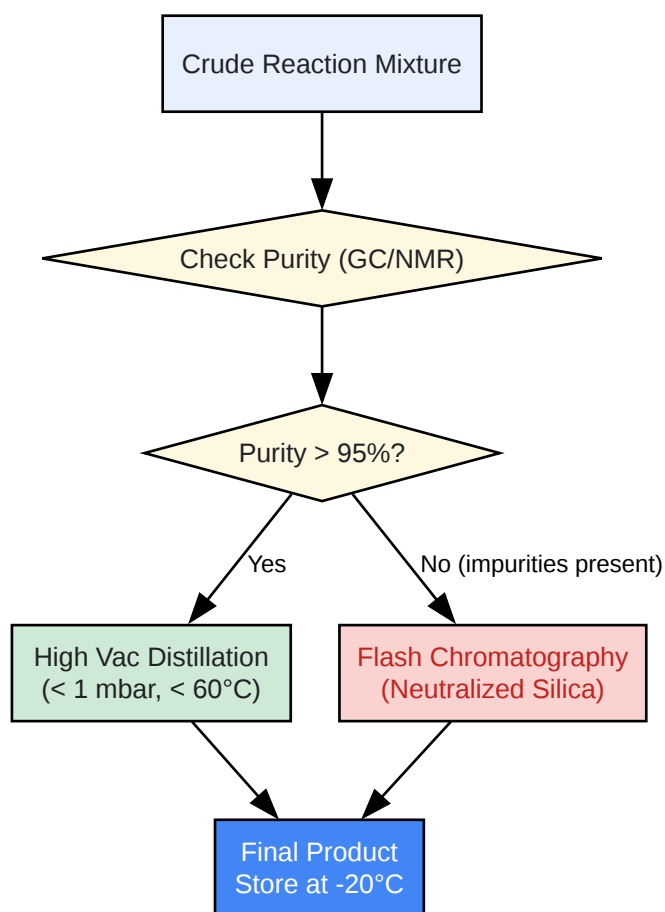 Crude Reaction Mixture
Check Purity (GC/NMR)
Purity > 95%?
Yes
No (impurities present)
High Vac Distillation
(< 1 mbar, < 60°C)
Flash Chromatography
(Neutralized Silica)
Final Product
Store at -20°C